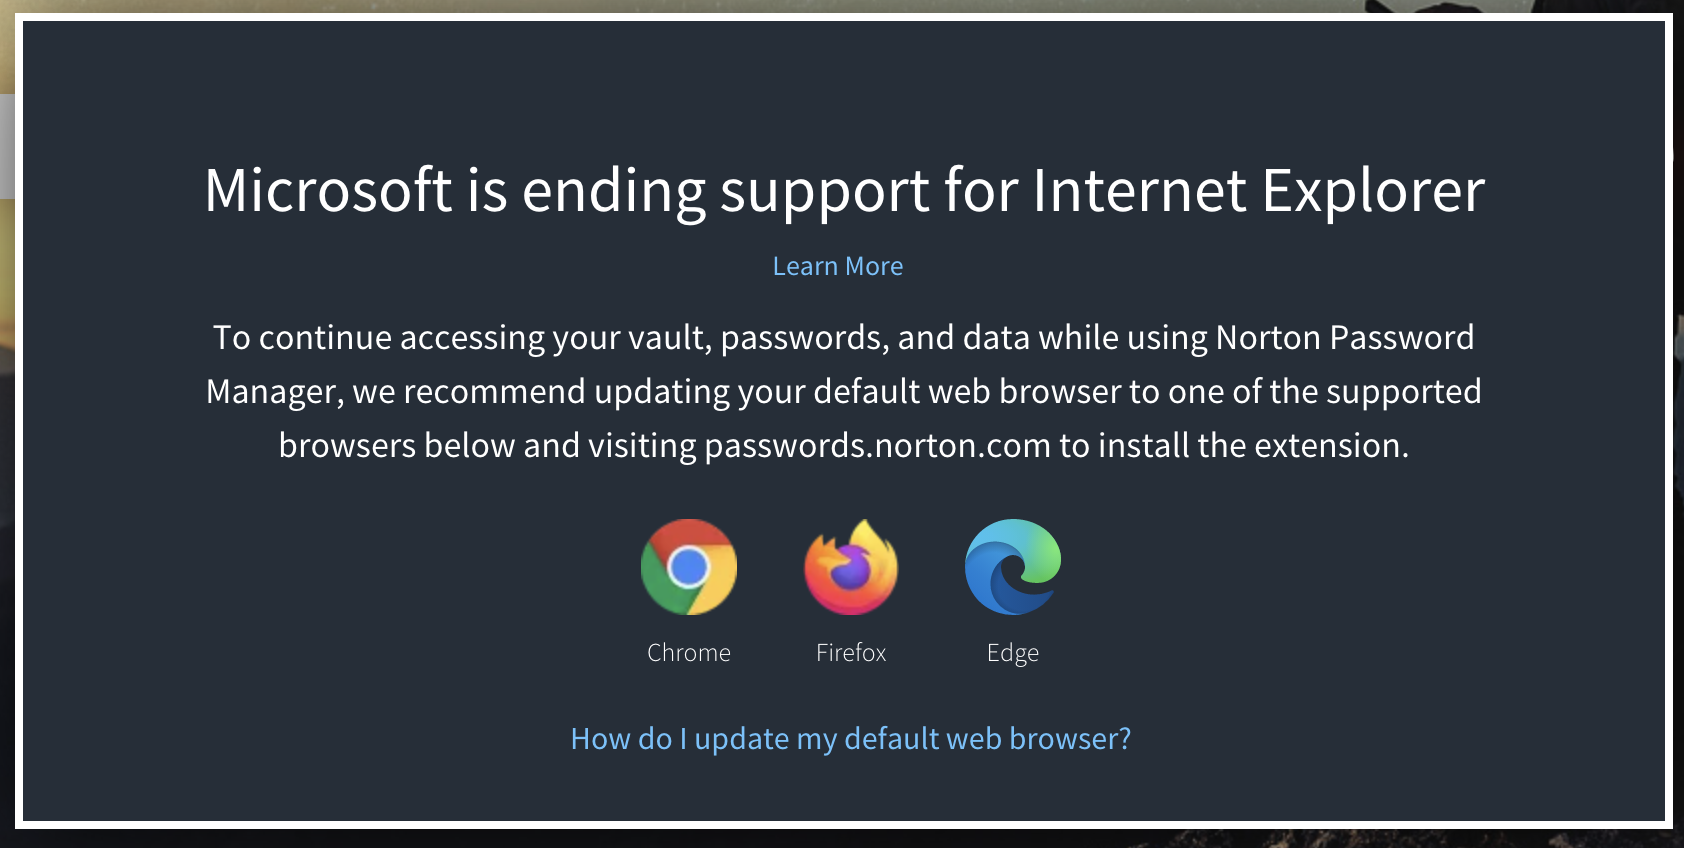 Microsoft is ending support for Internet Explorer
Learn More
To continue accessing your vault, passwords, and data while using Norton Password
Manager, we recommend updating your default web browser to one of the supported
browsers below and visiting passwords.norton.com to install the extension.
Chrome Firefox Edge
How do I update my default web browser?